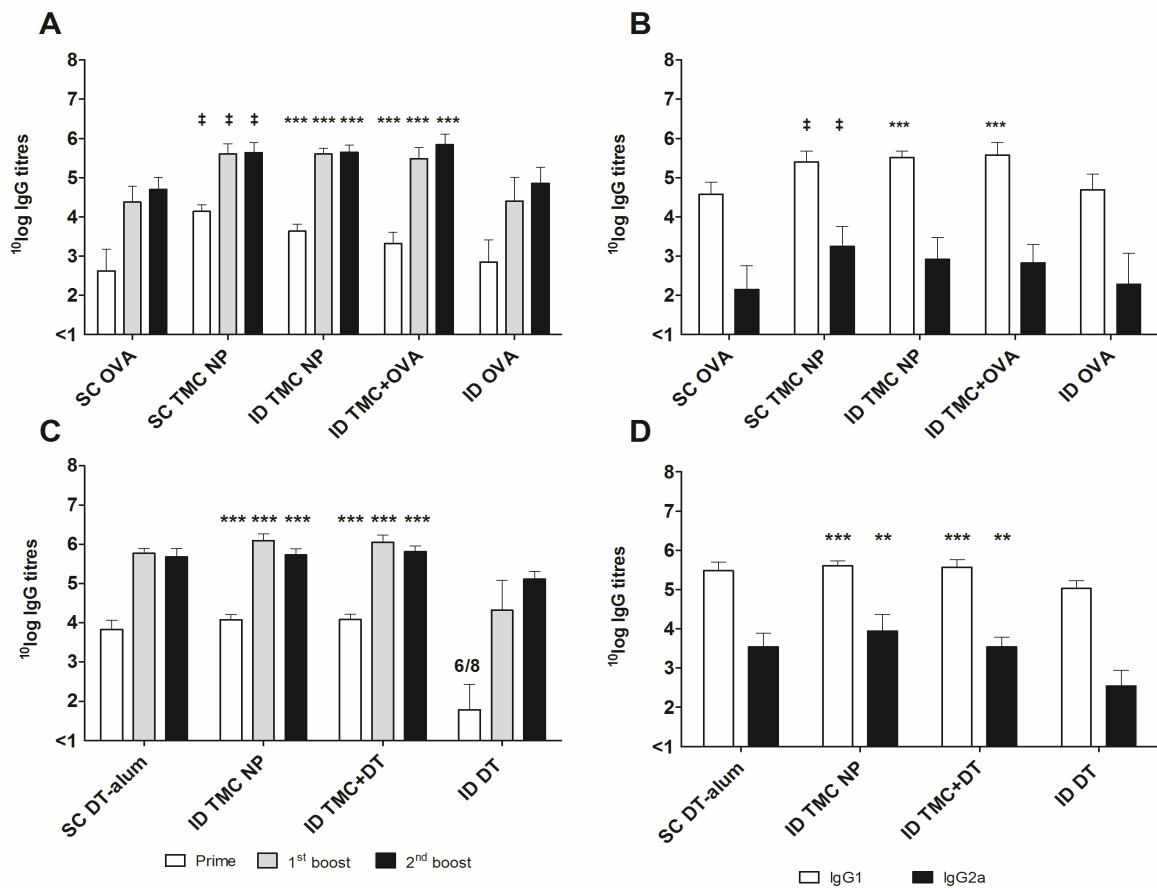 A
8
7
6
5
4
3
2
<1
¹⁰log IgG titres
‡ ‡ ‡ *** *** *** *** *** ***
SC OVA
SC TMC NP
ID TMC NP
ID TMC+OVA
ID OVA
B
8
7
6
5
4
3
2
<1
¹⁰log IgG titres
‡ ‡ *** ***
SC OVA
SC TMC NP
ID TMC NP
ID TMC+OVA
ID OVA
C
8
7
6
5
4
3
2
<1
¹⁰log IgG titres
*** *** *** *** *** ***
6/8
SC DT-alum
ID TMC NP
ID TMC+DT
ID DT
Prime 1ˢᵗ boost 2ⁿᵈ boost
D
8
7
6
5
4
3
2
<1
¹⁰log IgG titres
*** ** *** **
SC DT-alum
ID TMC NP
ID TMC+DT
ID DT
IgG1 IgG2a